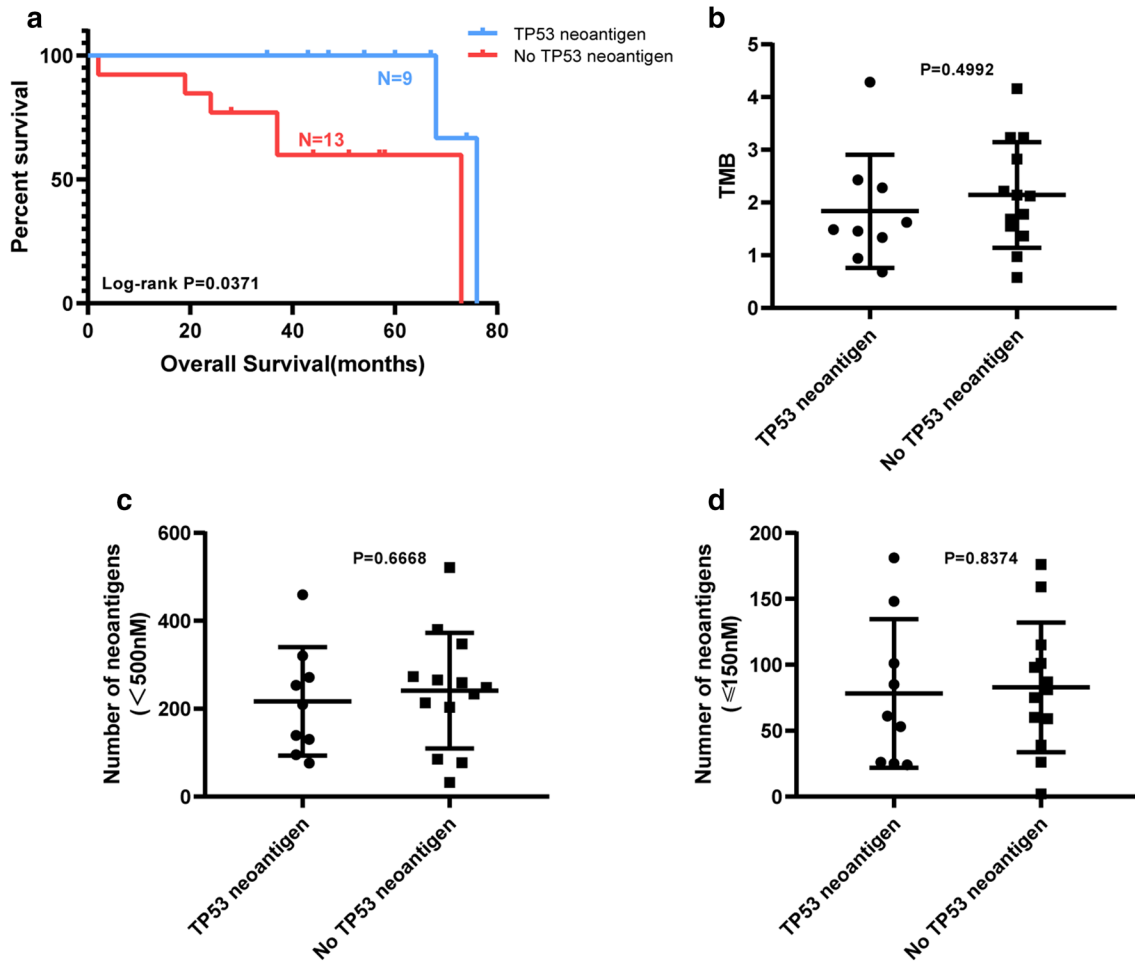 a
TP53 neoantigen
No TP53 neoantigen
100
50
0
Percent survival
N=9
N=13
Log-rank P=0.0371
0 20 40 60 80
Overall Survival(months)
b
5
4
3
2
1
0
TMB
P=0.4992
TP53 neoantigen
No TP53 neoantigen
c
600
400
200
0
Number of neoantigens
(<500nM)
P=0.6668
TP53 neoantigen
No TP53 neoantigen
d
200
150
100
50
0
Numner of neoantigens
(⩽150nM)
P=0.8374
TP53 neoantigen
No TP53 neoantigen